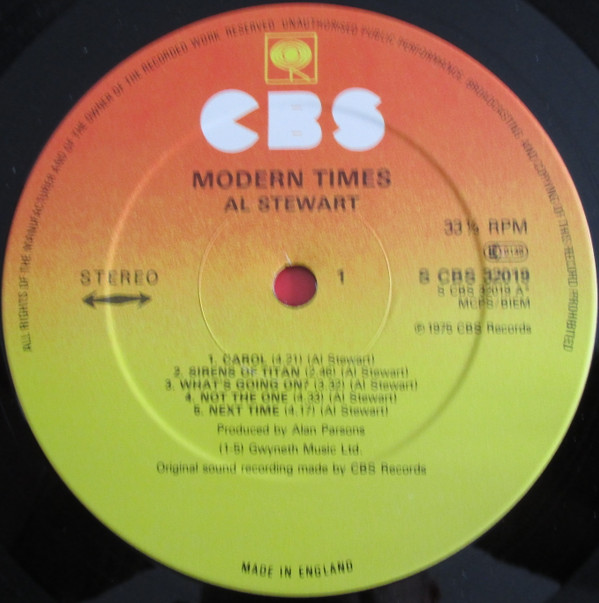 ALL RIGHTS OF THE MANUFACTURER AND OF THE OWNER OF THE RECORDED WORK RESERVED. UNAUTHORISED PUBLIC PERFORMANCE, BROADCASTING AND COPYING OF THIS RECORD PROHIBITED
CBS
MODERN TIMES
AL STEWART
33⅓ RPM
STEREO
1
S CBS 32019
S CBS 32019 A*
MCPS: BIEM
℗ 1975 CBS Records
1. CAROL (4.21) (Al Stewart)
2. SIRENS OF TITAN (2.46) (Al Stewart)
3. WHAT'S GOING ON? (3.32) (Al Stewart)
4. NOT THE ONE (4.33) (Al Stewart)
5. NEXT TIME (4.17) (Al Stewart)
Produced by Alan Parsons
(1-5) Gwyneth Music Ltd.
Original sound recording made by CBS Records
MADE IN ENGLAND